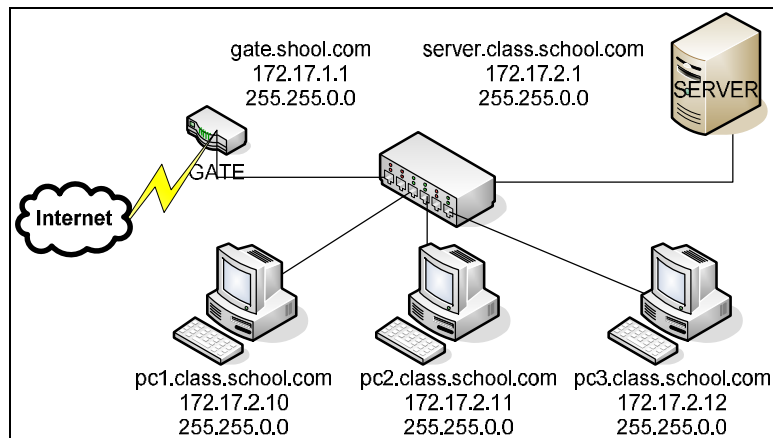 gate.shool.com
172.17.1.1
255.255.0.0
server.class.school.com
172.17.2.1
255.255.0.0
SERVER
GATE
Internet
pc1.class.school.com
172.17.2.10
255.255.0.0
pc2.class.school.com
172.17.2.11
255.255.0.0
pc3.class.school.com
172.17.2.12
255.255.0.0